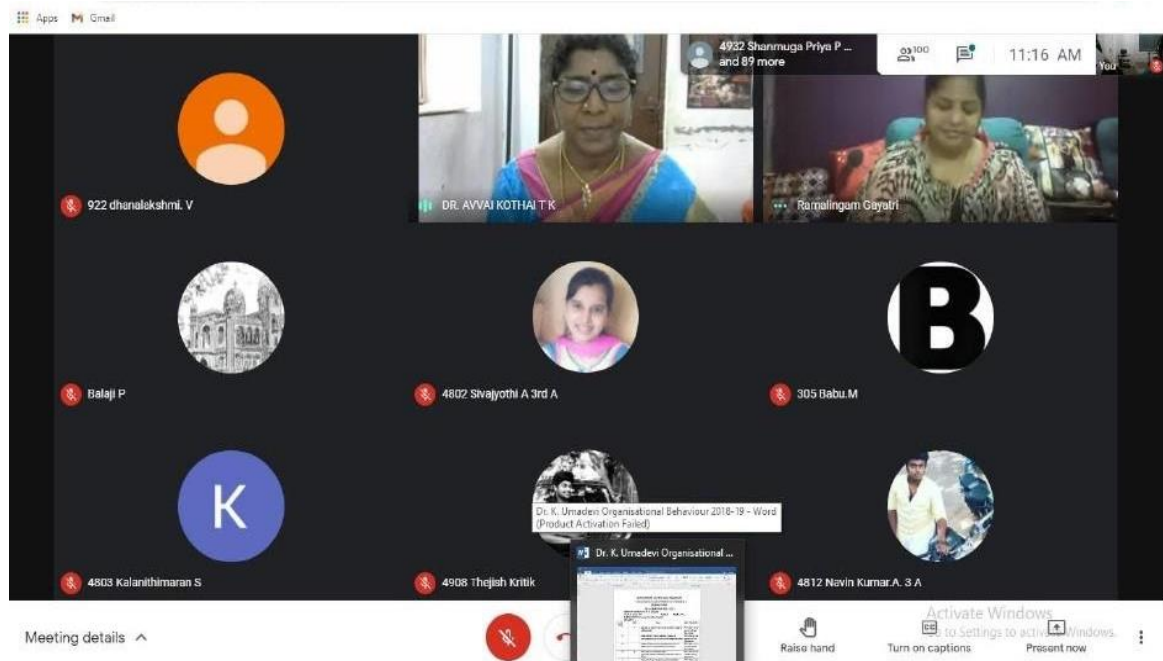 Apps Gmail
4932 Shanmuga Priya P ...
and 89 more
100
11:16 AM
You
922 dhanalakshmi. V
DR. AVVAI KOTHAI T K
Ramalingam Gayatri
Balaji P
4802 Sivajyothi A 3rd A
B
305 Babu.M
K
Dr. K. Umadevi Organisational Behaviour 2018-19 - Word
(Product Activation Failed)
Dr. K. Umadevi Organisational ...
4803 Kalanithimaran S
4908 Thejish Kritik
4812 Navin Kumar.A. 3 A
Activate Windows
Go to Settings to activate Windows.
Meeting details
Raise hand
Turn on captions
Present now